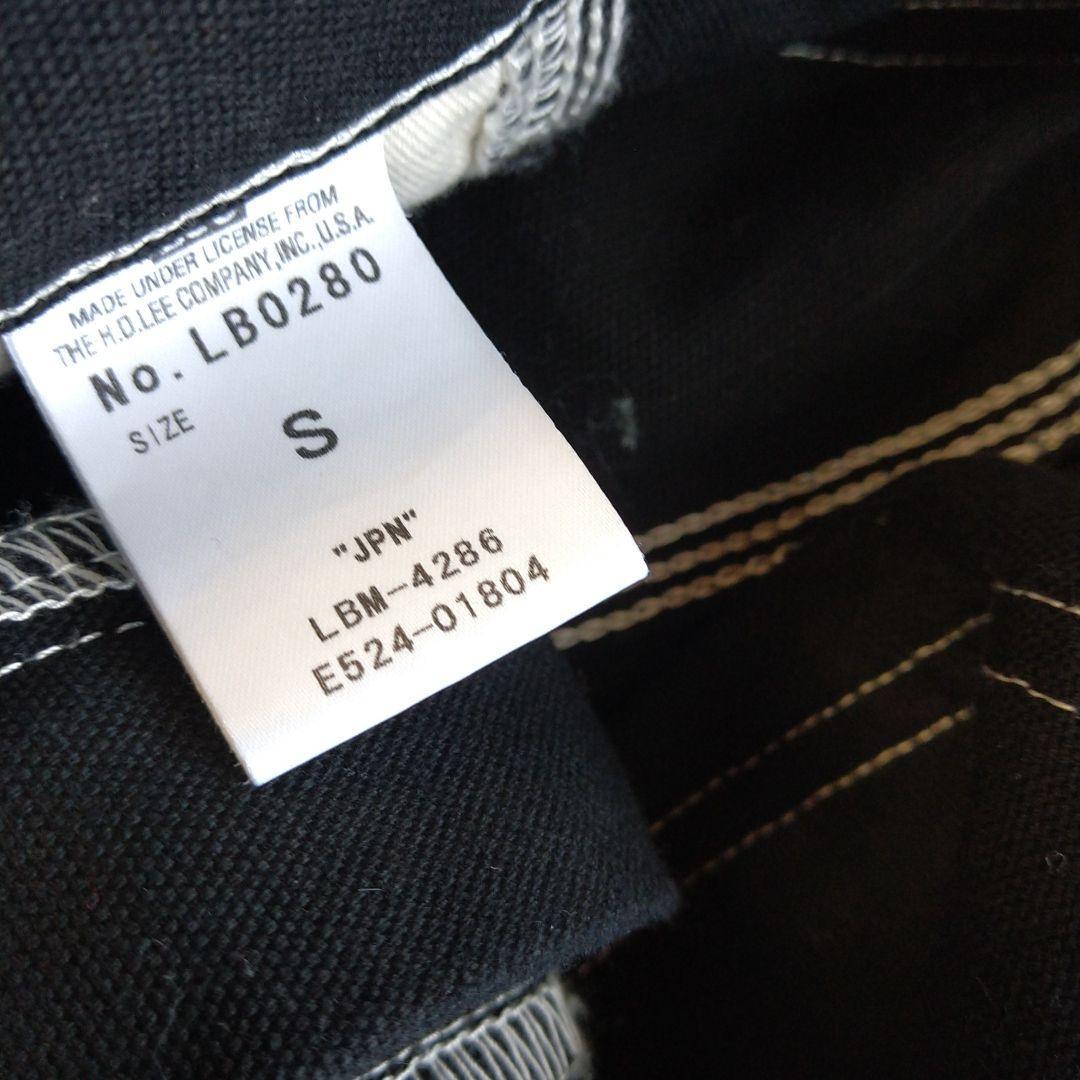 MADE UNDER LICENSE FROM
THE H.D.LEE COMPANY,INC.,U.S.A.
No. LB0280
SIZE
S
"JPN"
LBM-4286
E524-01804